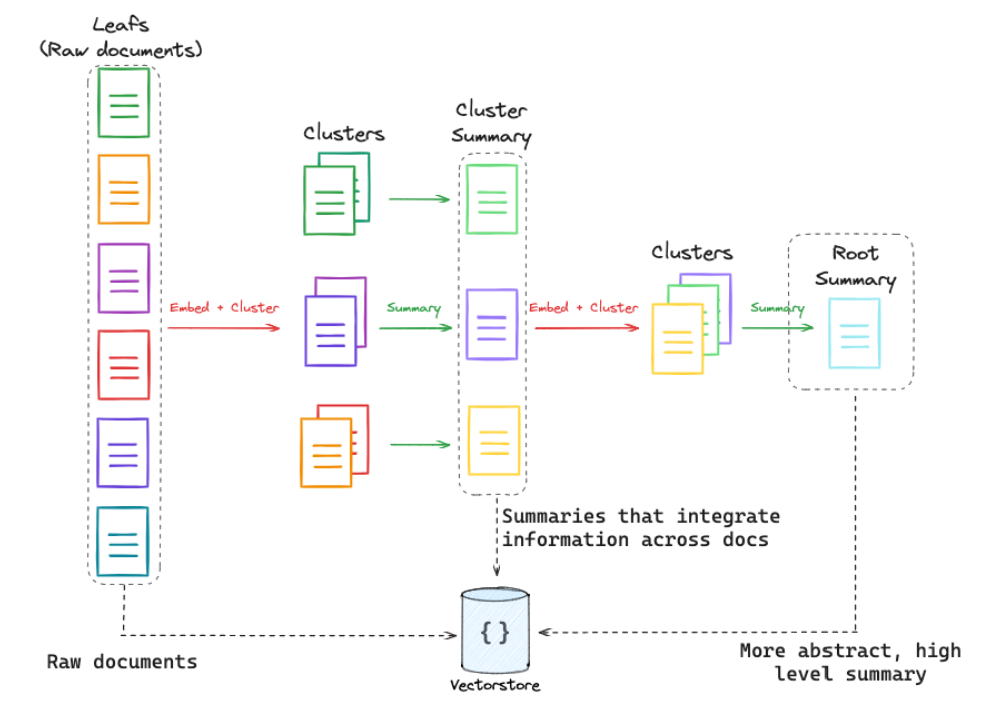 Leafs
(Raw documents)
Clusters
Cluster
Summary
Clusters
Root
Summary
Embed + Cluster
Summary
Embed + Cluster
Summary
Summaries that integrate
information across docs
{}
Vectorstore
Raw documents
More abstract, high
level summary